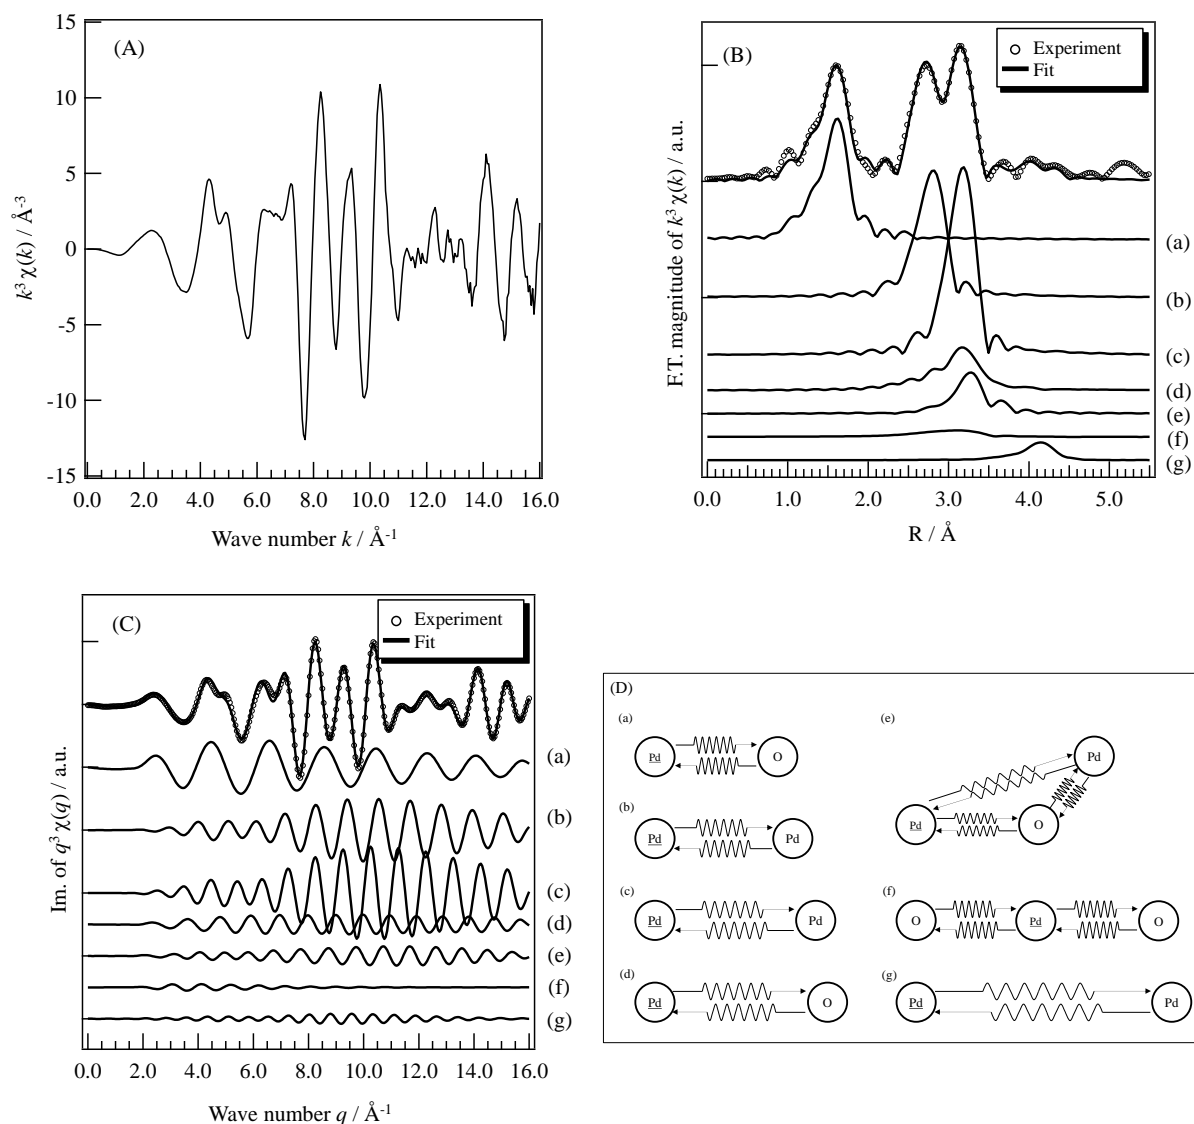 (A)
15
10
5
0
-5
-10
-15
k³ χ(k) / Å⁻³
0.0 2.0 4.0 6.0 8.0 10.0 12.0 14.0 16.0
Wave number k / Å⁻¹
(B)
Experiment
Fit
F.T. magnitude of k³ χ(k) / a.u.
(a)
(b)
(c)
(d)
(e)
(f)
(g)
0.0 1.0 2.0 3.0 4.0 5.0
R / Å
(C)
Experiment
Fit
Im. of q³ χ(q) / a.u.
(a)
(b)
(c)
(d)
(e)
(f)
(g)
0.0 2.0 4.0 6.0 8.0 10.0 12.0 14.0 16.0
Wave number q / Å⁻¹
(D)
(a)
Pd O
(b)
Pd Pd
(c)
Pd Pd
(d)
Pd O
(e)
Pd
Pd O
(f)
O Pd O
(g)
Pd Pd